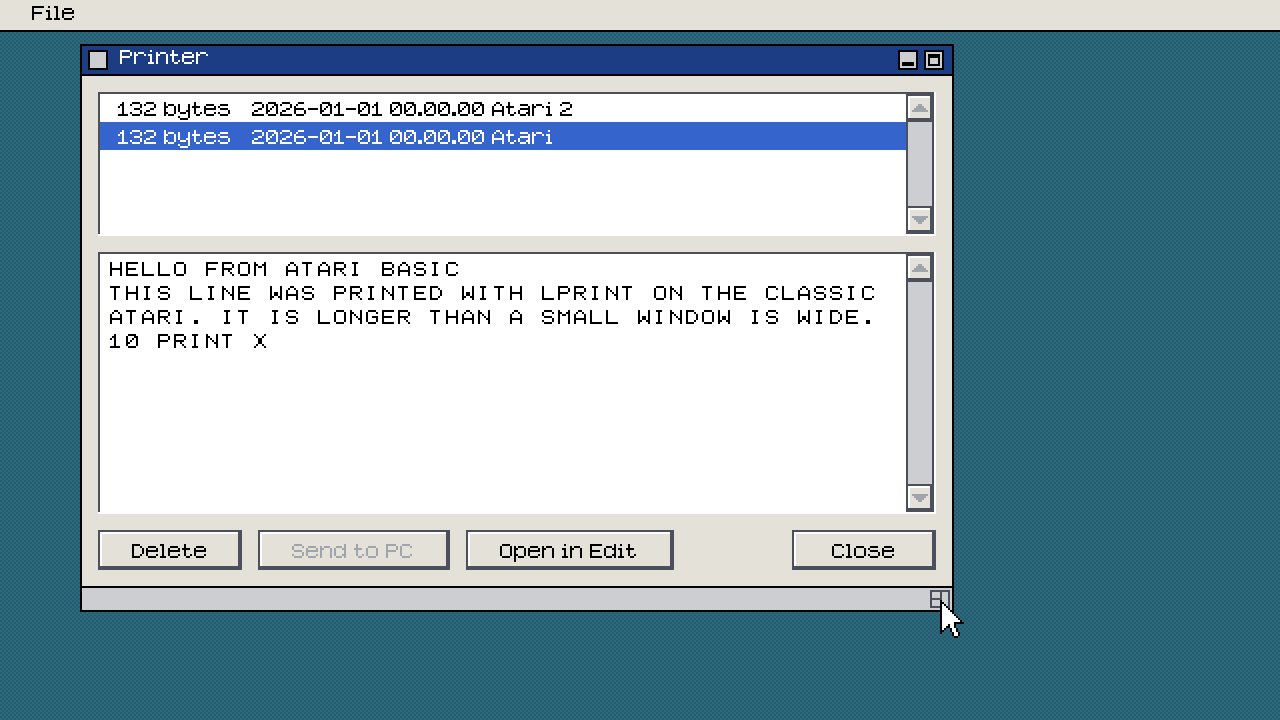 File
Printer
132 bytes 2026-01-01 00.00.00 Atari 2
132 bytes 2026-01-01 00.00.00 Atari
HELLO FROM ATARI BASIC
THIS LINE WAS PRINTED WITH LPRINT ON THE CLASSIC
ATARI. IT IS LONGER THAN A SMALL WINDOW IS WIDE.
10 PRINT X
Delete Send to PC Open in Edit Close